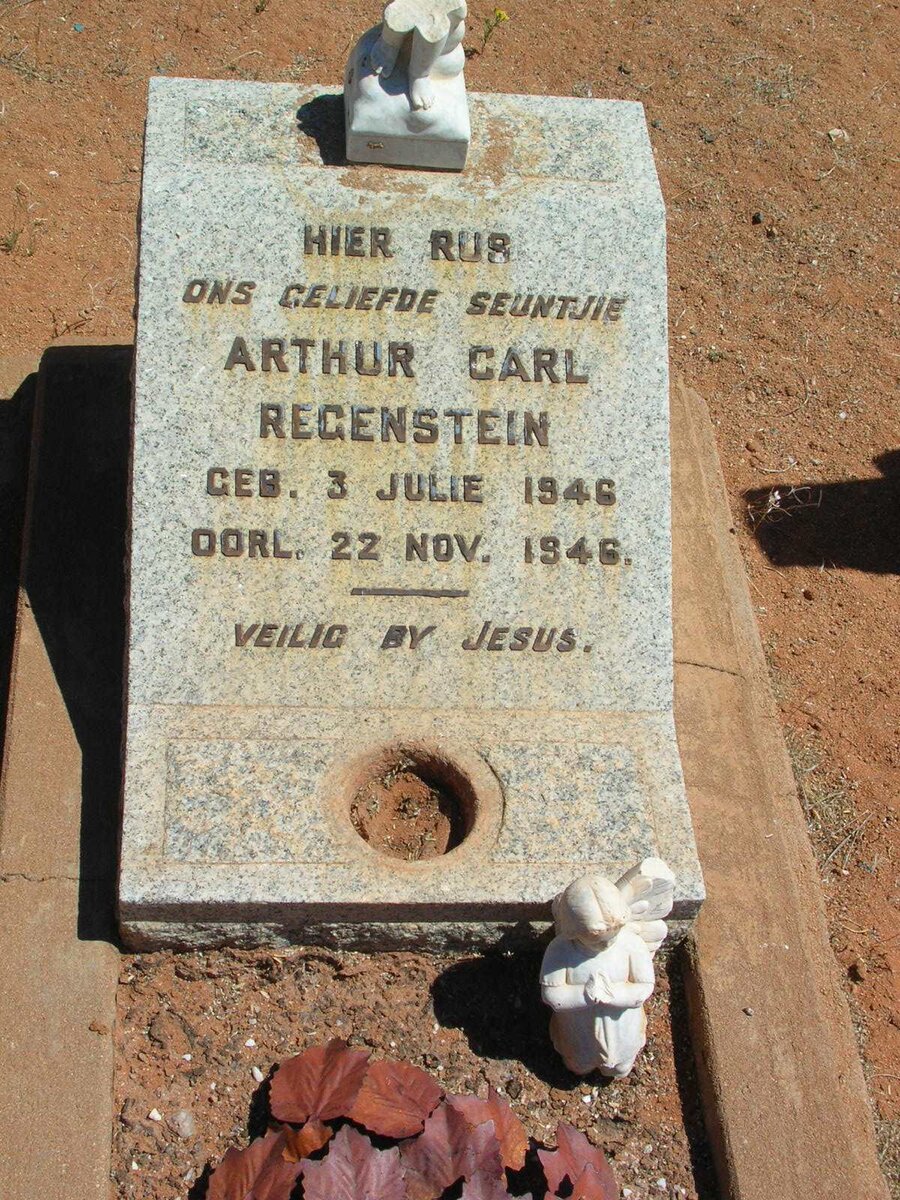 HIER RUS
ONS GELIEFDE SEUNTJIE
ARTHUR CARL
REGENSTEIN
GEB. 3 JULIE 1946
OORL. 22 NOV. 1946.
VEILIG BY JESUS.